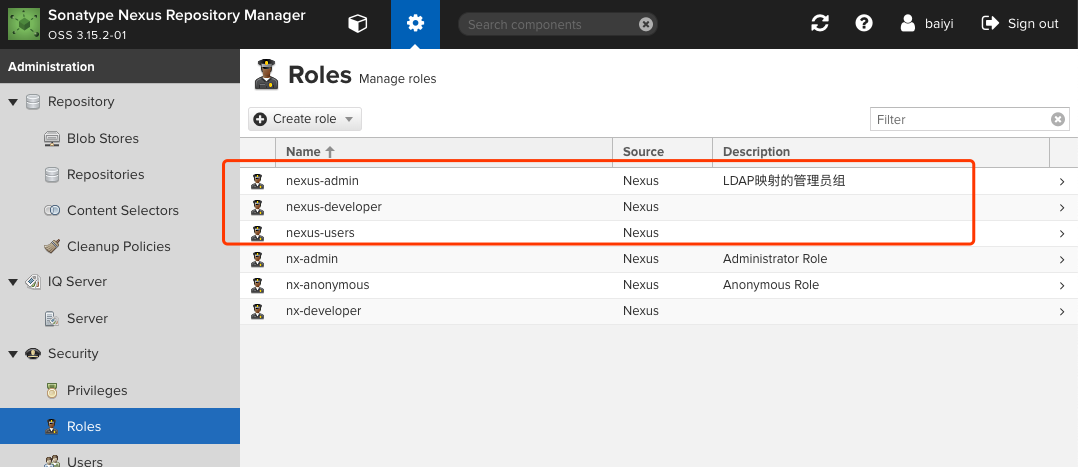 Sonatype Nexus Repository Manager
OSS 3.15.2-01
Search components
baiyi
Sign out
Administration
Repository
Blob Stores
Repositories
Content Selectors
Cleanup Policies
IQ Server
Server
Security
Privileges
Roles
Users
Roles Manage roles
Create role
Filter
Name Source Description
nexus-admin Nexus LDAP映射的管理员组
nexus-developer Nexus
nexus-users Nexus
nx-admin Nexus Administrator Role
nx-anonymous Nexus Anonymous Role
nx-developer Nexus